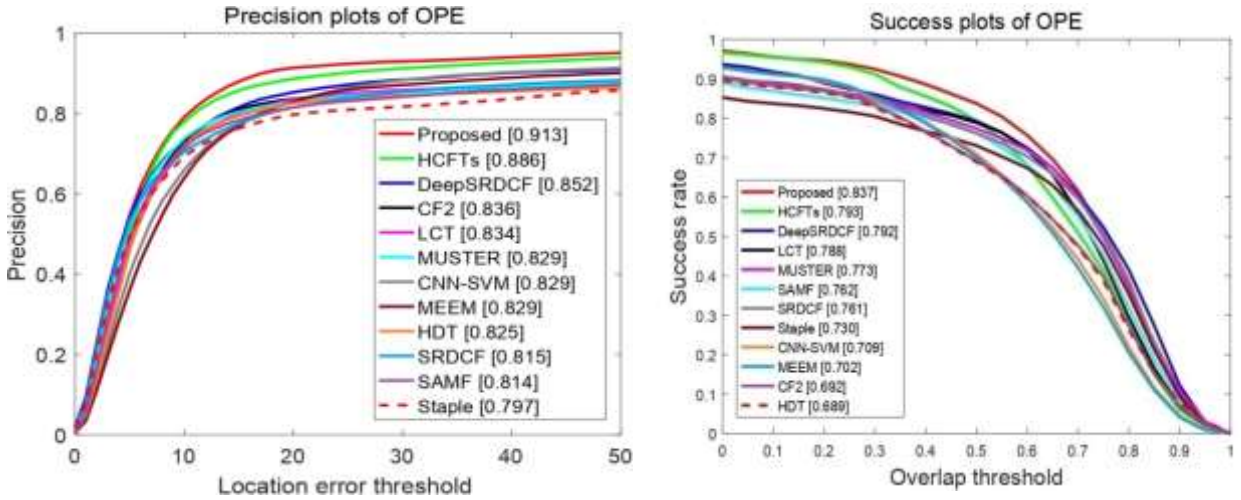 Precision plots of OPE
1
0.8
0.6
0.4
0.2
0
Precision
0 10 20 30 40 50
Location error threshold
Proposed [0.913]
HCFTs [0.886]
DeepSRDCF [0.852]
CF2 [0.836]
LCT [0.834]
MUSTER [0.829]
CNN-SVM [0.829]
MEEM [0.829]
HDT [0.825]
SRDCF [0.815]
SAMF [0.814]
Staple [0.797]
Success plots of OPE
1
0.9
0.8
0.7
0.6
0.5
0.4
0.3
0.2
0.1
0
Success rate
0 0.1 0.2 0.3 0.4 0.5 0.6 0.7 0.8 0.9 1
Overlap threshold
Proposed [0.837]
HCFTs [0.793]
DeepSRDCF [0.792]
LCT [0.788]
MUSTER [0.773]
SAMF [0.762]
SRDCF [0.761]
Staple [0.730]
CNN-SVM [0.709]
MEEM [0.702]
CF2 [0.692]
HDT [0.689]